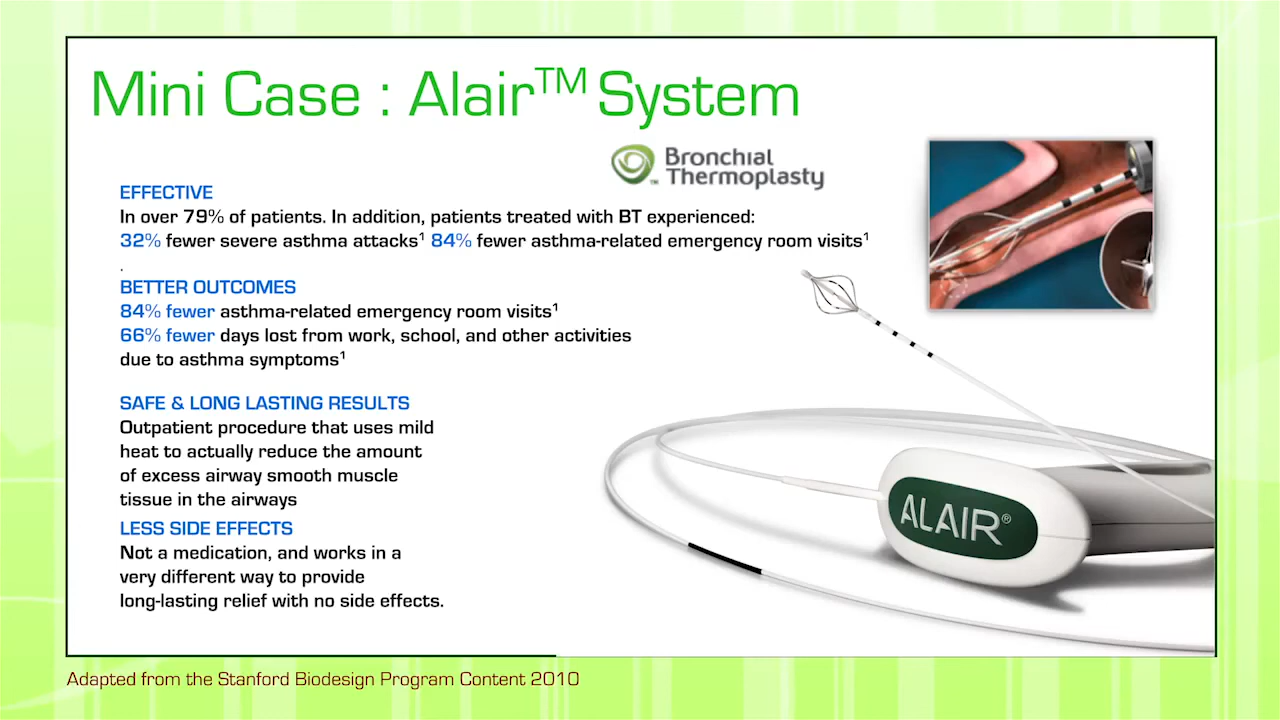 Mini Case : Alair™ System
Bronchial
Thermoplasty
™
EFFECTIVE
In over 79% of patients. In addition, patients treated with BT experienced:
32% fewer severe asthma attacks¹ 84% fewer asthma-related emergency room visits¹
.
BETTER OUTCOMES
84% fewer asthma-related emergency room visits¹
66% fewer days lost from work, school, and other activities
due to asthma symptoms¹
SAFE & LONG LASTING RESULTS
Outpatient procedure that uses mild
heat to actually reduce the amount
of excess airway smooth muscle
tissue in the airways
LESS SIDE EFFECTS
Not a medication, and works in a
very different way to provide
long-lasting relief with no side effects.
ALAIR®
Adapted from the Stanford Biodesign Program Content 2010